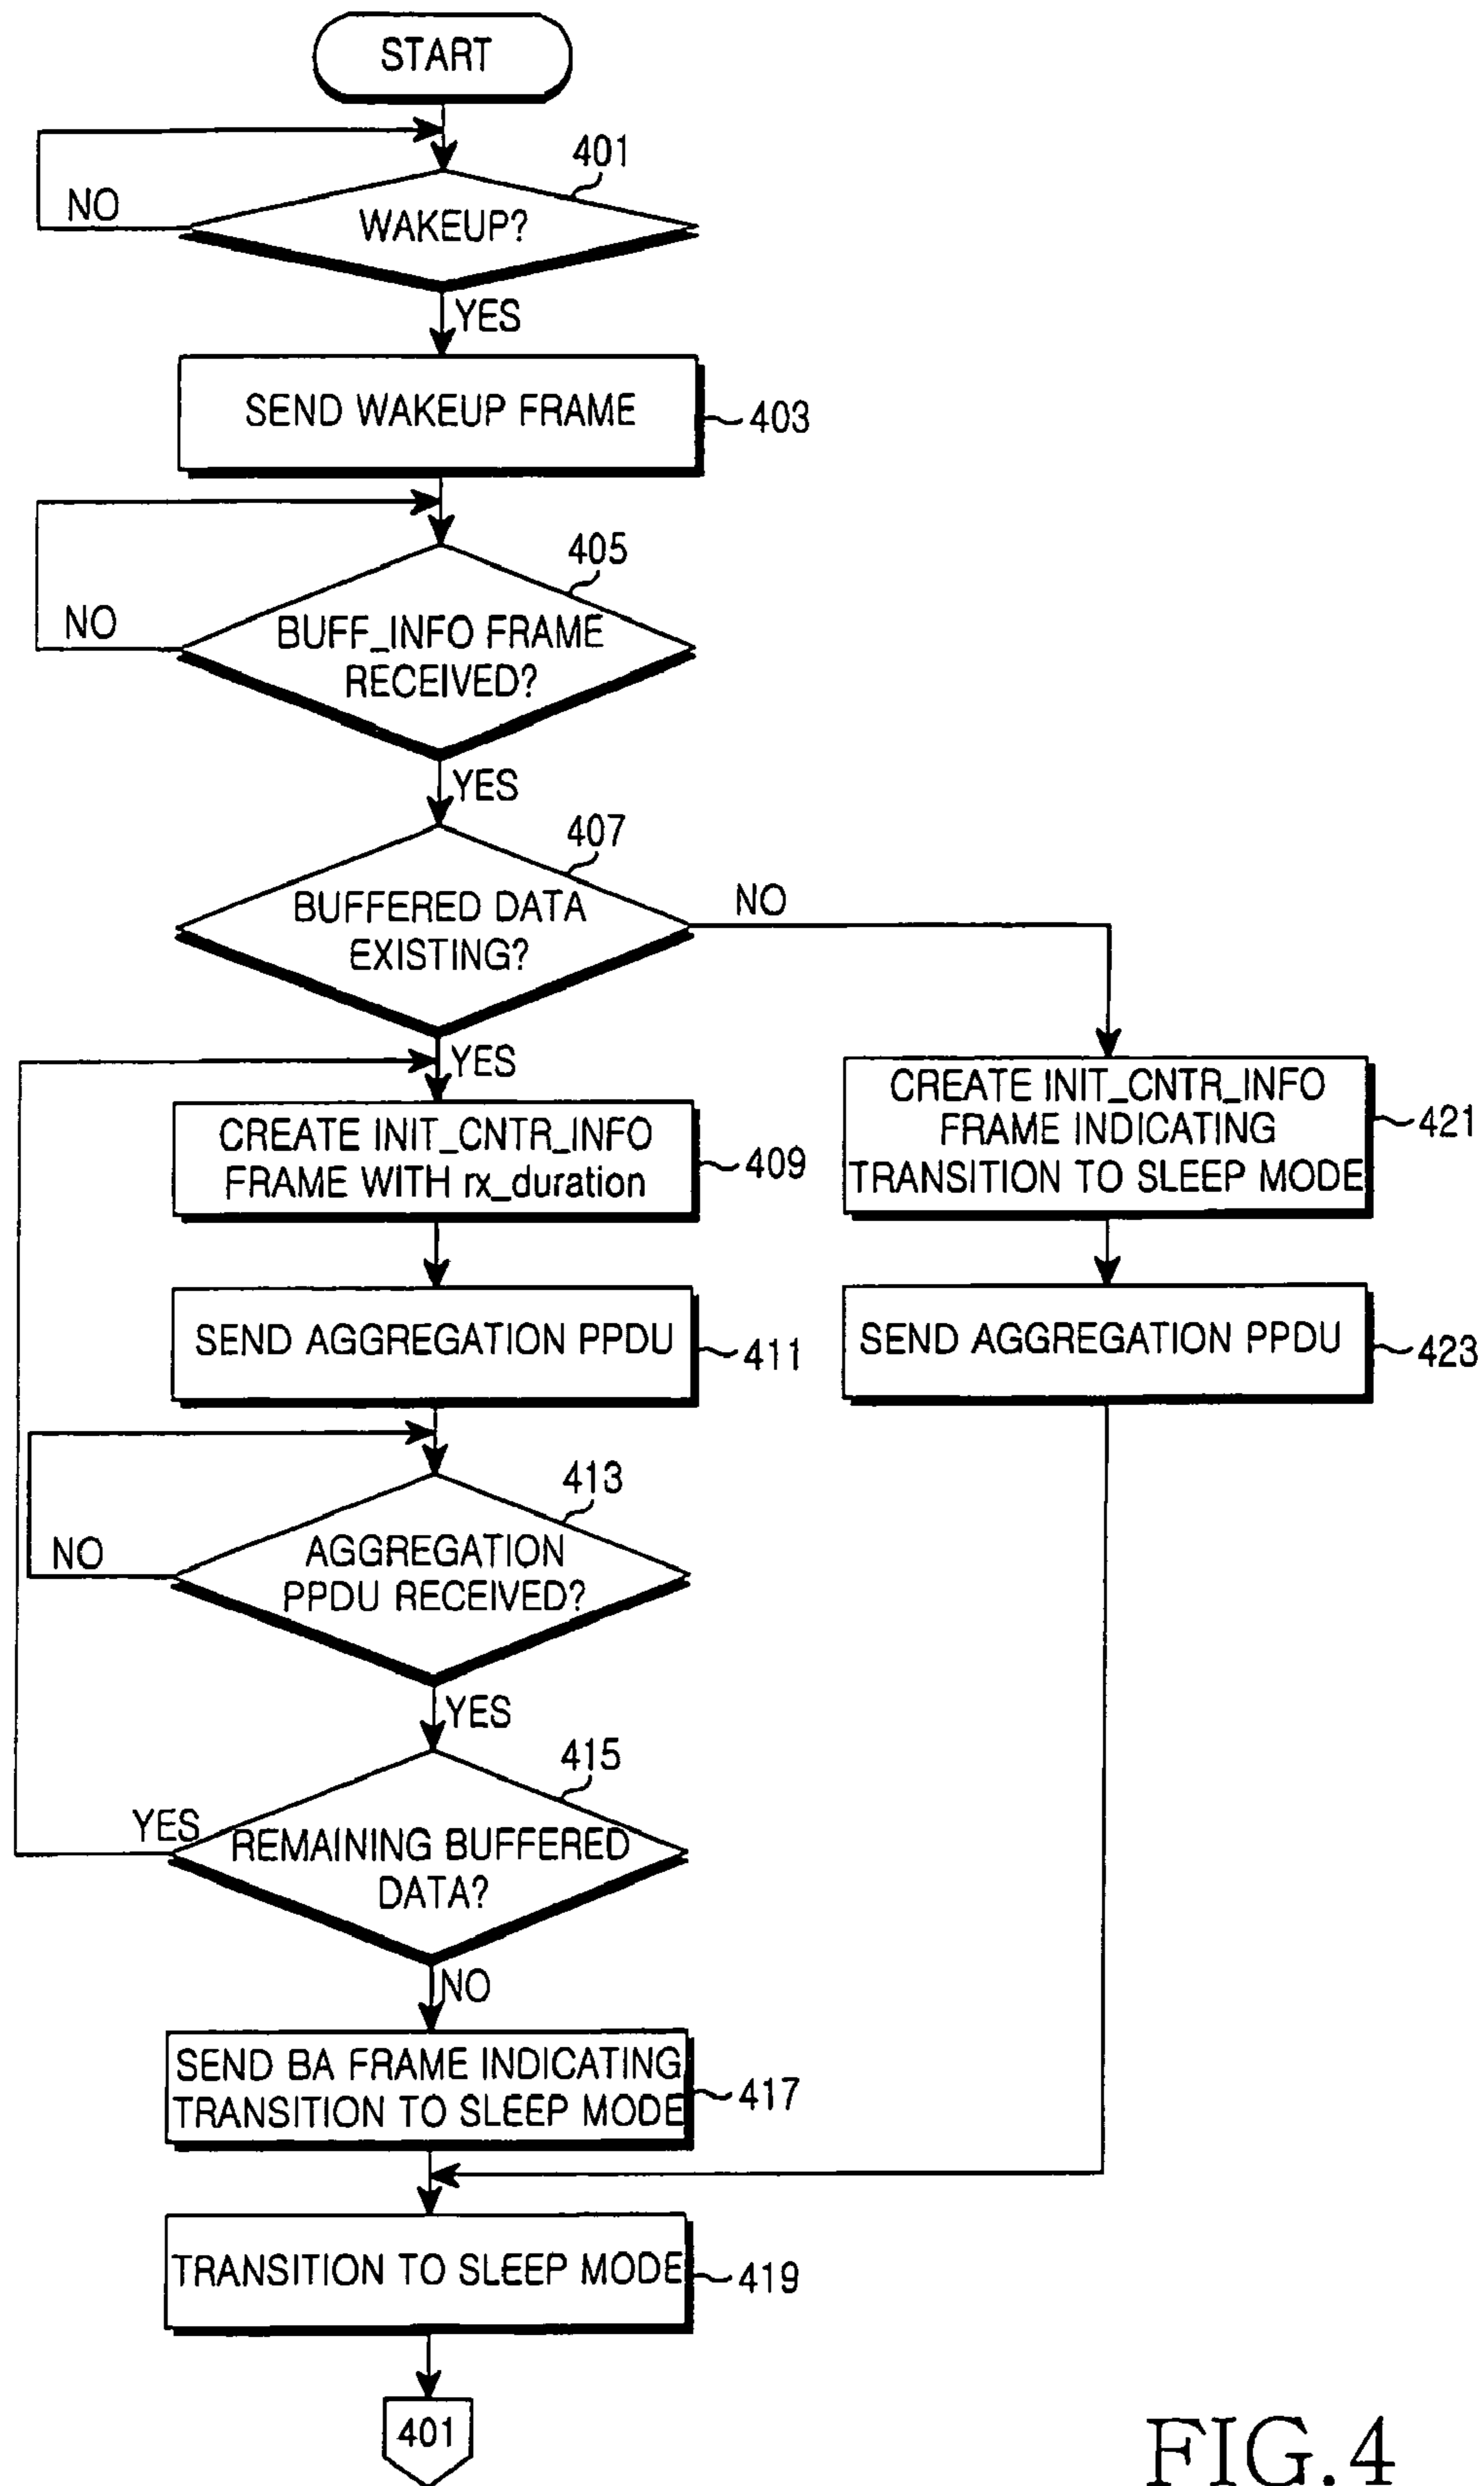 START
401
NO
WAKEUP?
YES
SEND WAKEUP FRAME
403
405
NO
BUFF_INFO FRAME
RECEIVED?
YES
407
BUFFERED DATA
EXISTING?
NO
YES
CREATE INIT_CNTR_INFO
FRAME WITH rx_duration
409
CREATE INIT_CNTR_INFO
FRAME INDICATING
TRANSITION TO SLEEP MODE
421
SEND AGGREGATION PPDU
411
SEND AGGREGATION PPDU
423
413
NO
AGGREGATION
PPDU RECEIVED?
YES
415
YES
REMAINING BUFFERED
DATA?
NO
SEND BA FRAME INDICATING
TRANSITION TO SLEEP MODE
417
TRANSITION TO SLEEP MODE
419
401
FIG.4